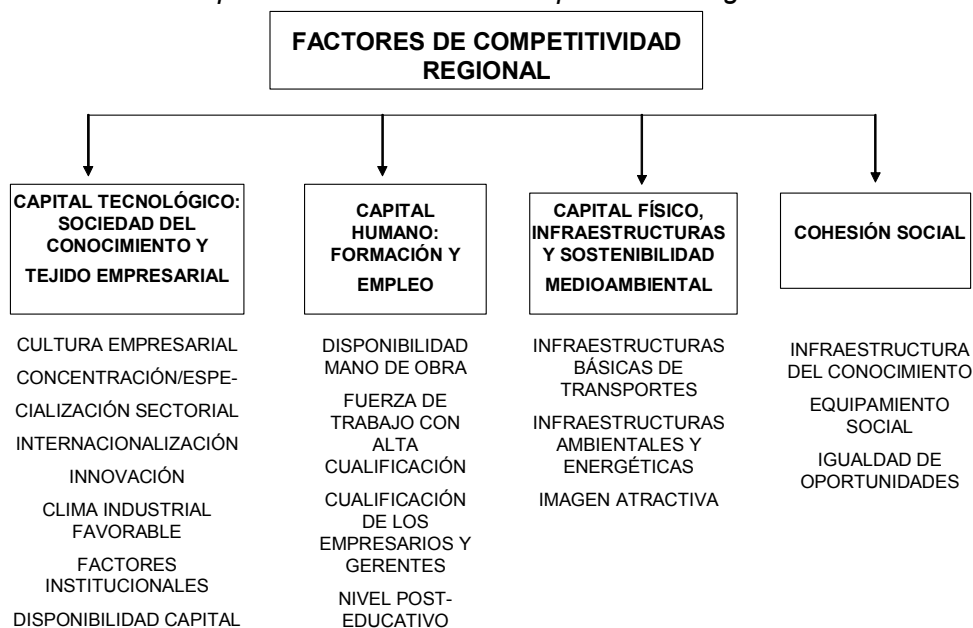 FACTORES DE COMPETITIVIDAD
REGIONAL
CAPITAL TECNOLÓGICO:
SOCIEDAD DEL
CONOCIMIENTO Y
TEJIDO EMPRESARIAL
CULTURA EMPRESARIAL
CONCENTRACIÓN/ESPE-
CIALIZACIÓN SECTORIAL
INTERNACIONALIZACIÓN
INNOVACIÓN
CLIMA INDUSTRIAL
FAVORABLE
FACTORES
INSTITUCIONALES
DISPONIBILIDAD CAPITAL
CAPITAL
HUMANO:
FORMACIÓN Y
EMPLEO
DISPONIBILIDAD
MANO DE OBRA
FUERZA DE
TRABAJO CON
ALTA
CUALIFICACIÓN
CUALIFICACIÓN
DE LOS
EMPRESARIOS Y
GERENTES
NIVEL POST-
EDUCATIVO
CAPITAL FÍSICO,
INFRAESTRUCTURAS
Y SOSTENIBILIDAD
MEDIOAMBIENTAL
INFRAESTRUCTURAS
BÁSICAS DE
TRANSPORTES
INFRAESTRUCTURAS
AMBIENTALES Y
ENERGÉTICAS
IMAGEN ATRACTIVA
COHESIÓN SOCIAL
INFRAESTRUCTURA
DEL CONOCIMIENTO
EQUIPAMIENTO
SOCIAL
IGUALDAD DE
OPORTUNIDADES